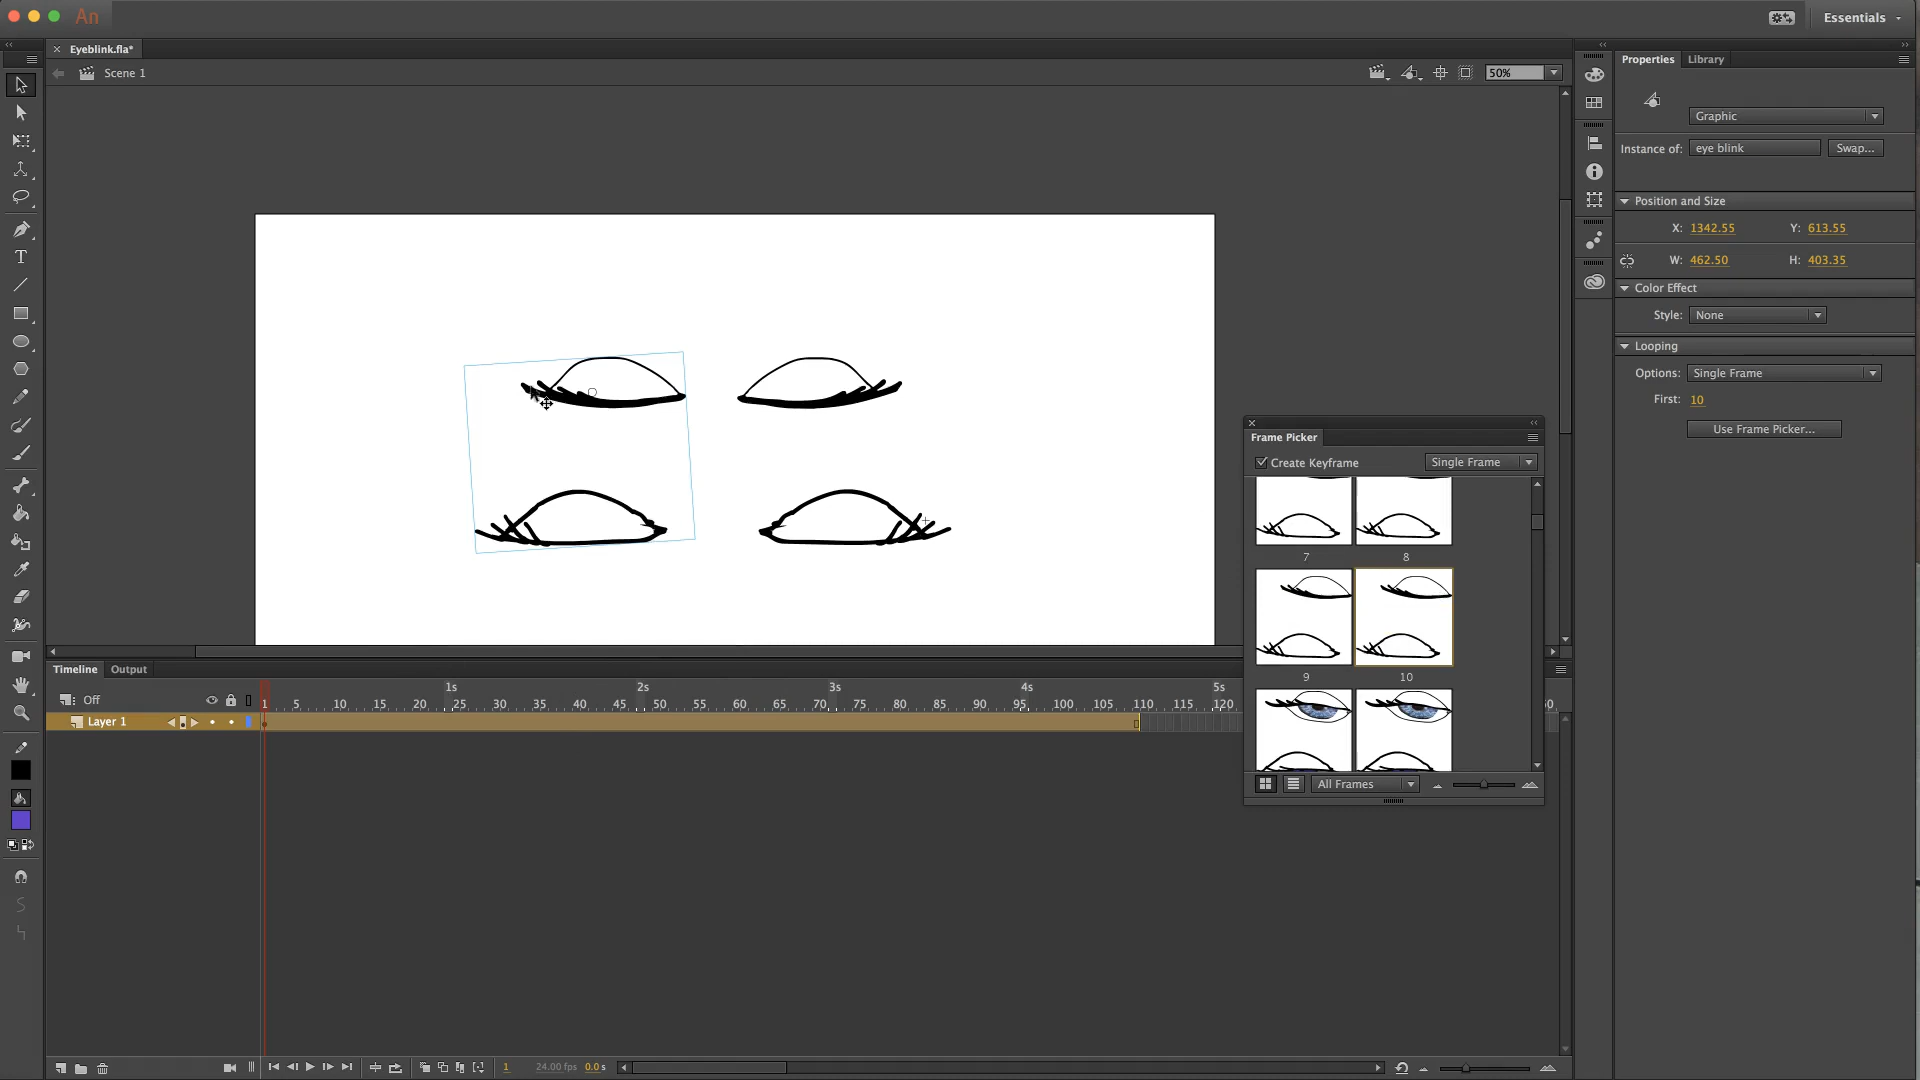 An
Essentials
Eyeblink.fla*
Scene 1
50%
Properties
Library
Graphic
Instance of:
eye blink
Swap...
Position and Size
X: 1342.55
Y: 613.55
W: 462.50
H: 403.35
Color Effect
Style: None
Looping
Options: Single Frame
First: 10
Use Frame Picker...
Frame Picker
Create Keyframe
Single Frame
7
8
9
10
All Frames
T
Timeline
Output
Off
1s
2s
3s
4s
5s
1 5 10 15 20 25 30 35 40 45 50 55 60 65 70 75 80 85 90 95 100 105 110 115 120
Layer 1
1
24.00 fps
0.0 s